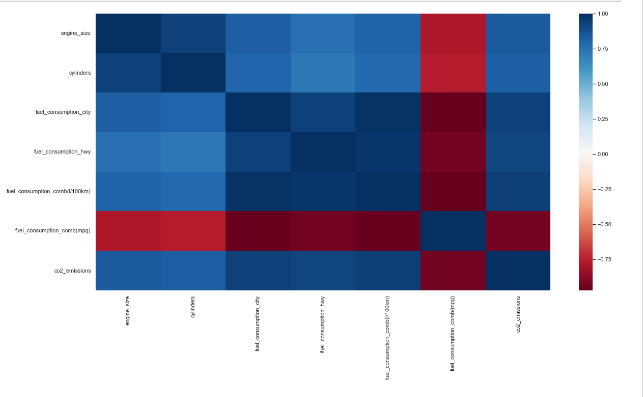 engine_size
cylinders
fuel_consumption_city
fuel_consumption_hwy
fuel_consumption_comb(l/100km)
fuel_consumption_comb(mpg)
co2_emissions
engine_size
cylinders
fuel_consumption_city
fuel_consumption_hwy
fuel_consumption_comb(l/100km)
fuel_consumption_comb(mpg)
co2_emissions
1.00
0.75
0.50
0.25
0.00
−0.25
−0.50
−0.75